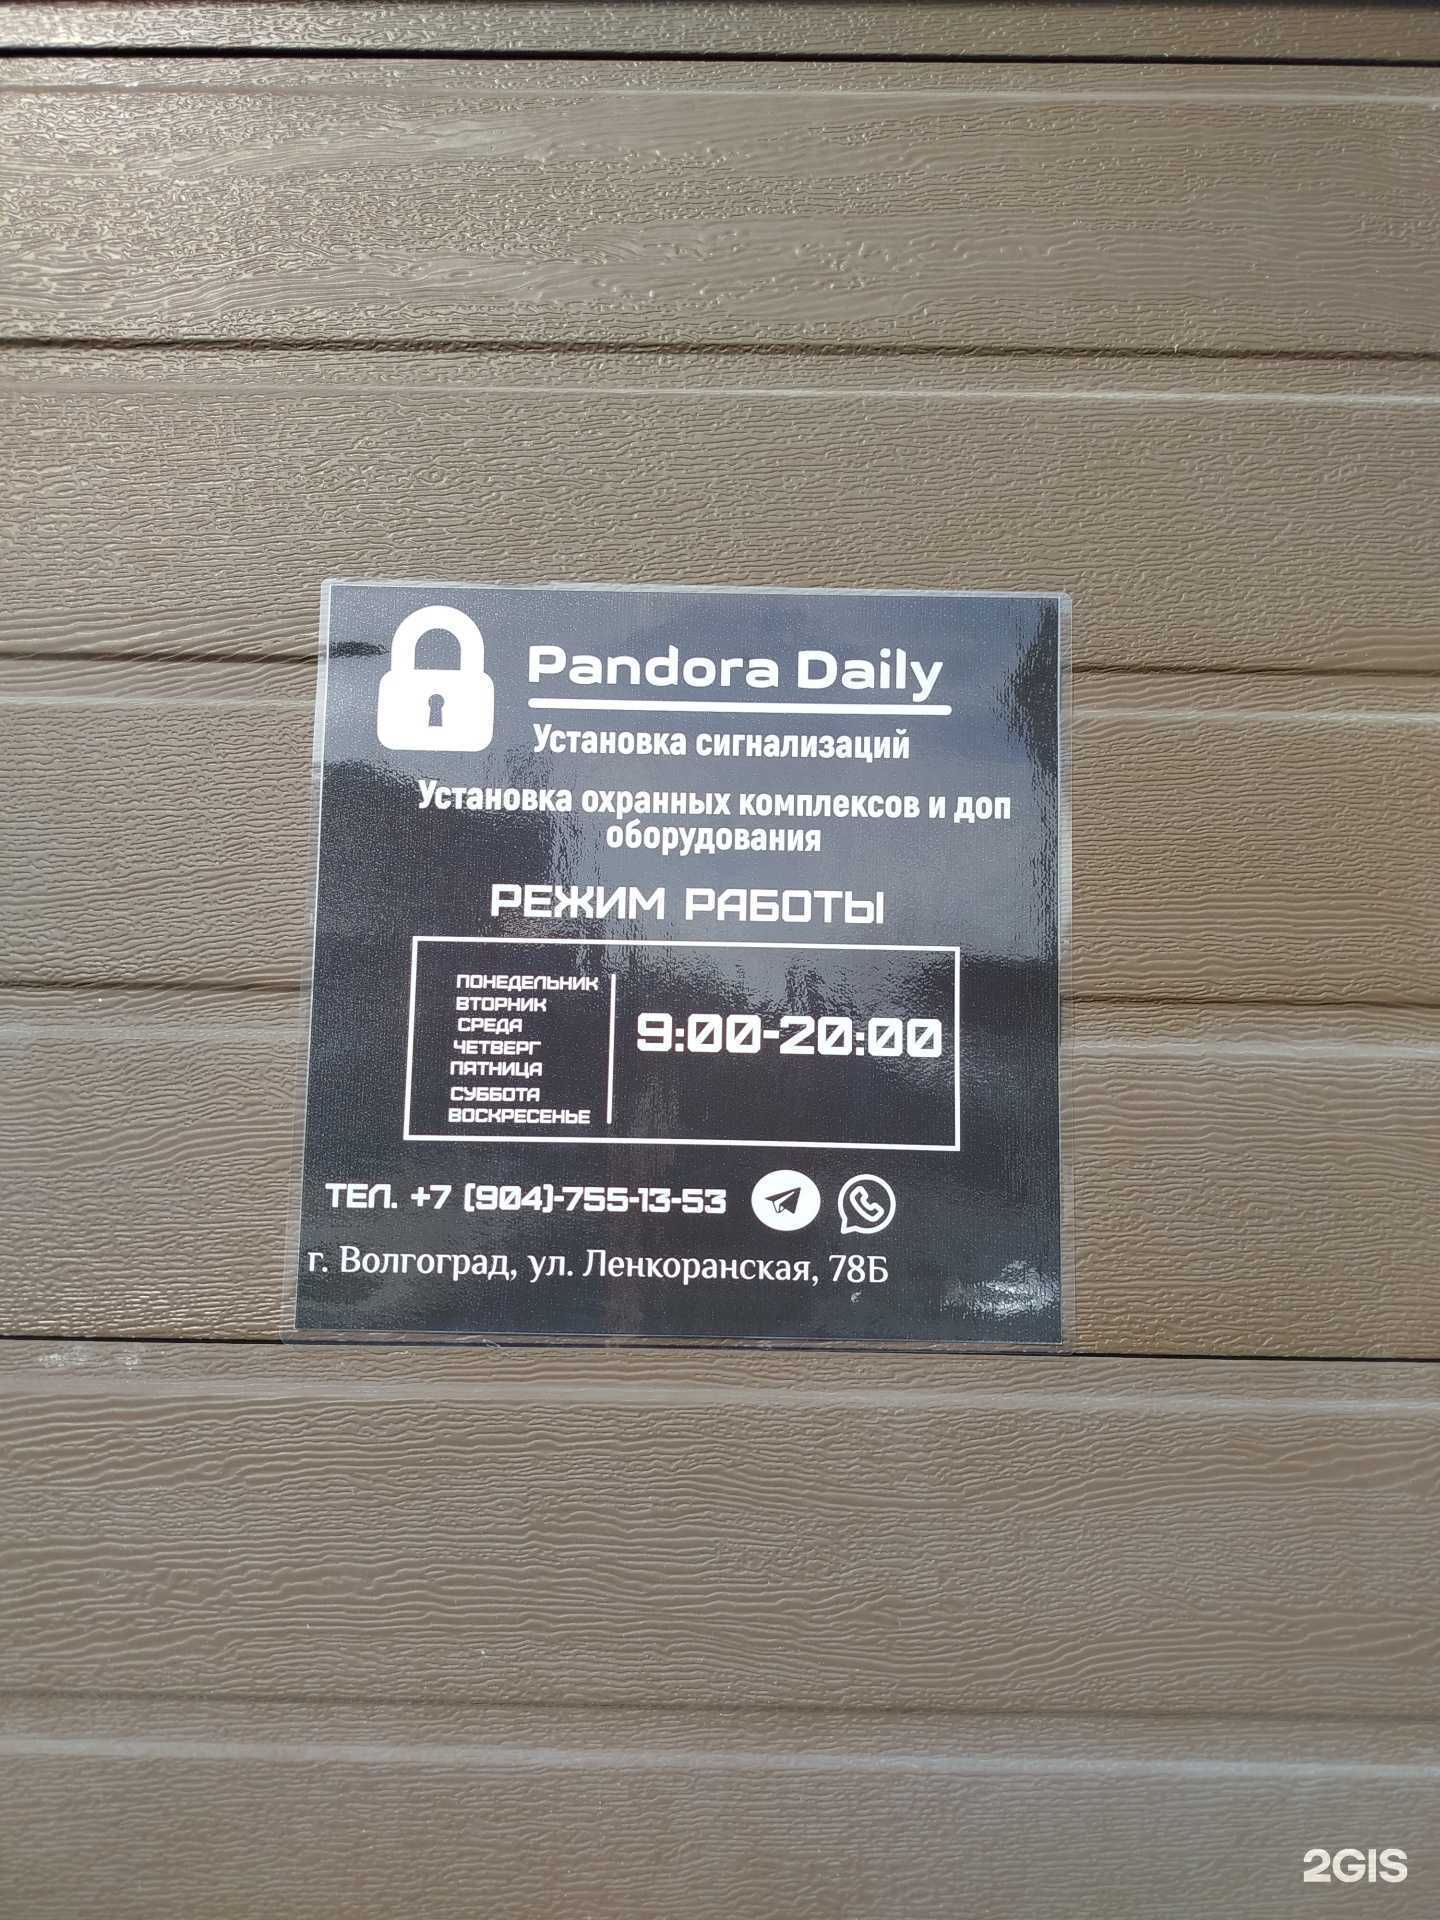 Pandora Daily
Установка сигнализаций
Установка охранных комплексов и доп
оборудования
РЕЖИМ РАБОТЫ
ПОНЕДЕЛЬНИК
ВТОРНИК
СРЕДА
ЧЕТВЕРГ
ПЯТНИЦА
СУББОТА
ВОСКРЕСЕНЬЕ
9:00-20:00
ТЕЛ. +7 (904)-755-13-53
г. Волгоград, ул. Ленкоранская, 78Б
2GIS